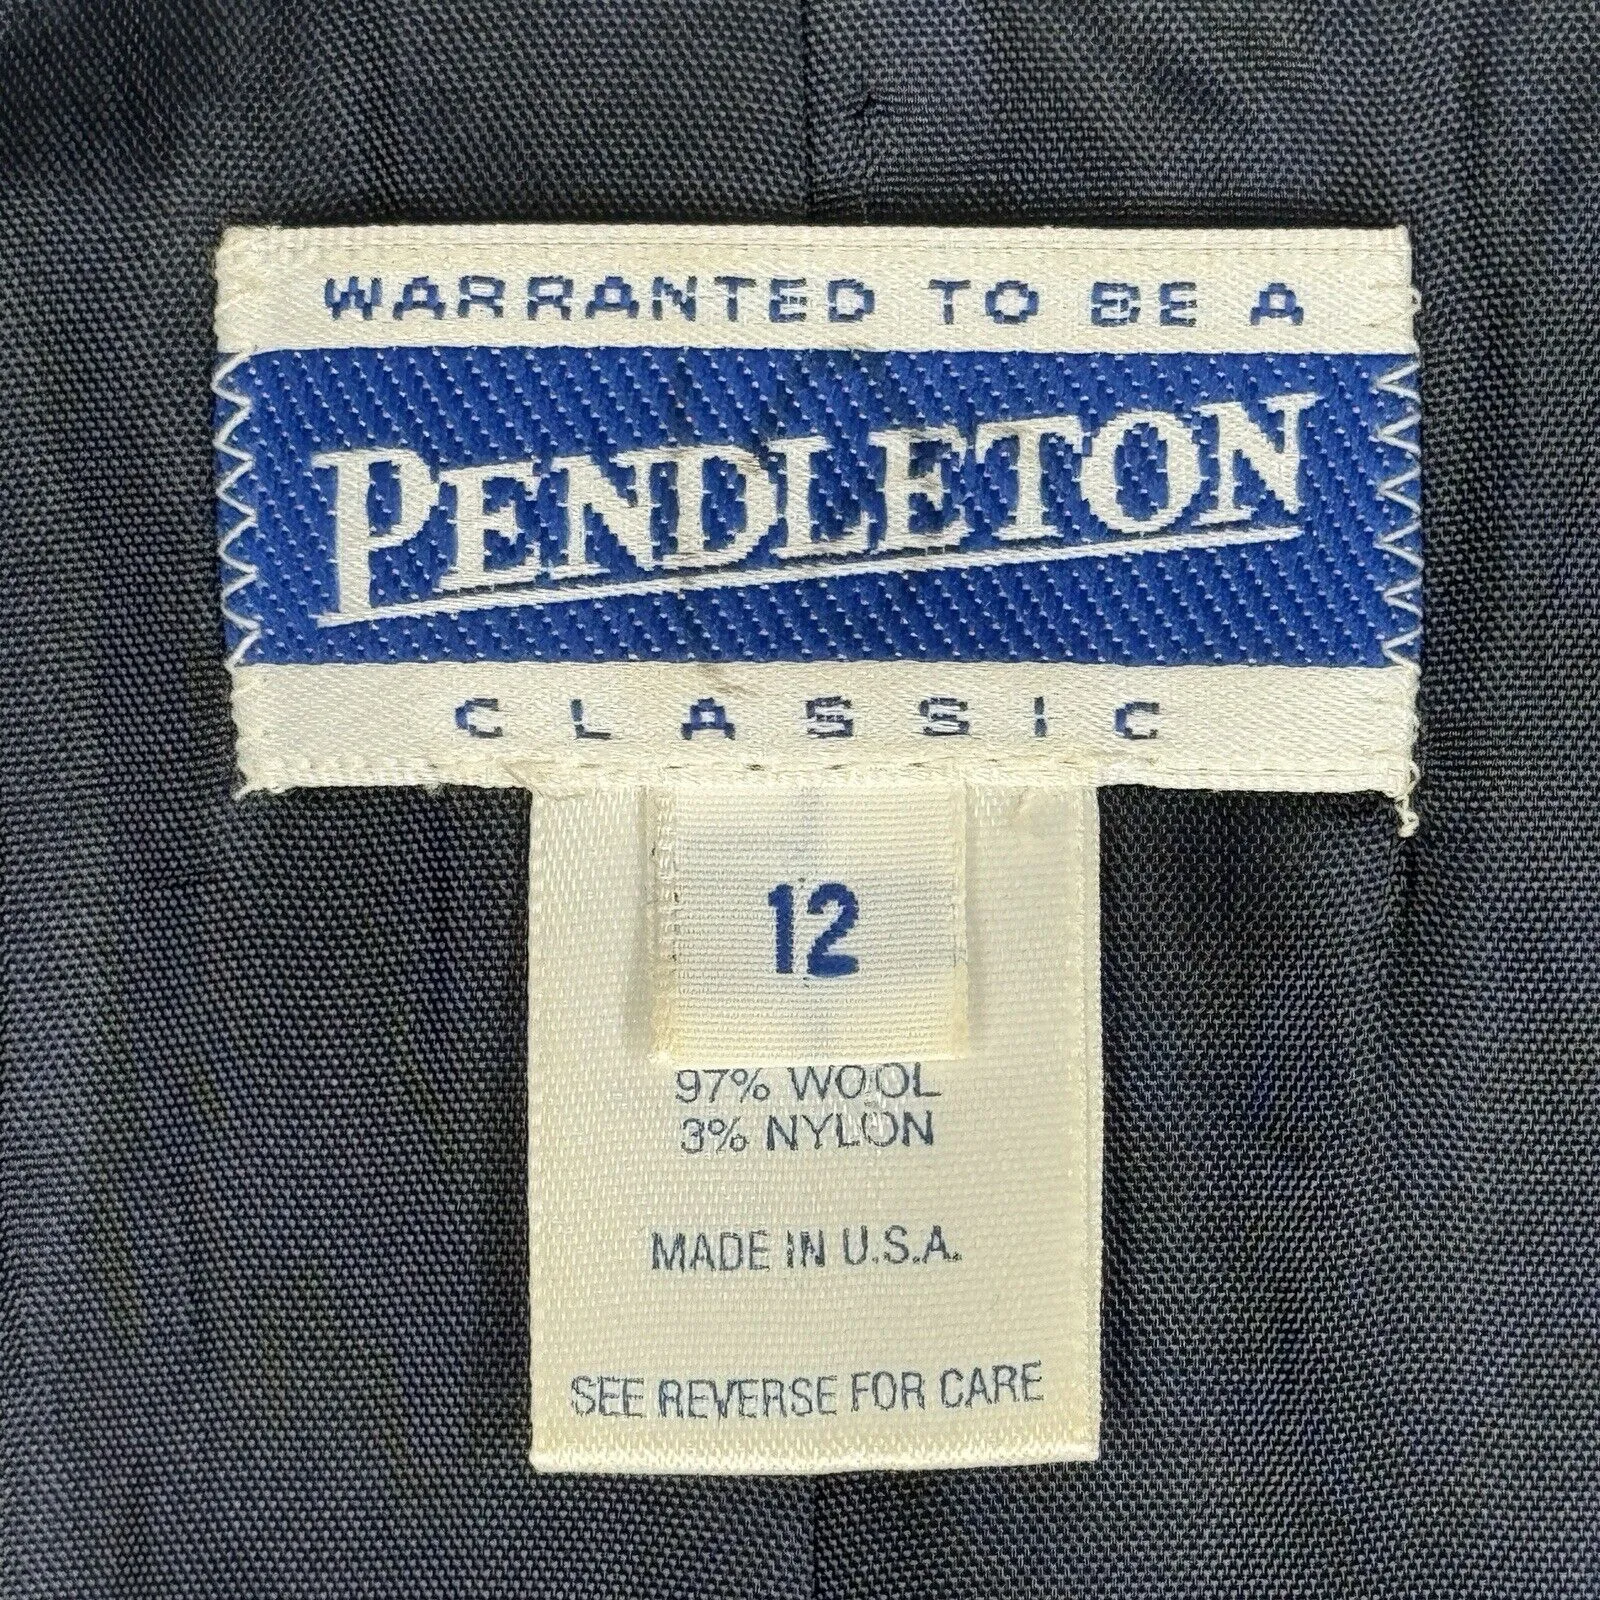 WARRANTED TO BE A
PENDLETON
CLASSIC
12
97% WOOL
3% NYLON
MADE IN U.S.A.
SEE REVERSE FOR CARE